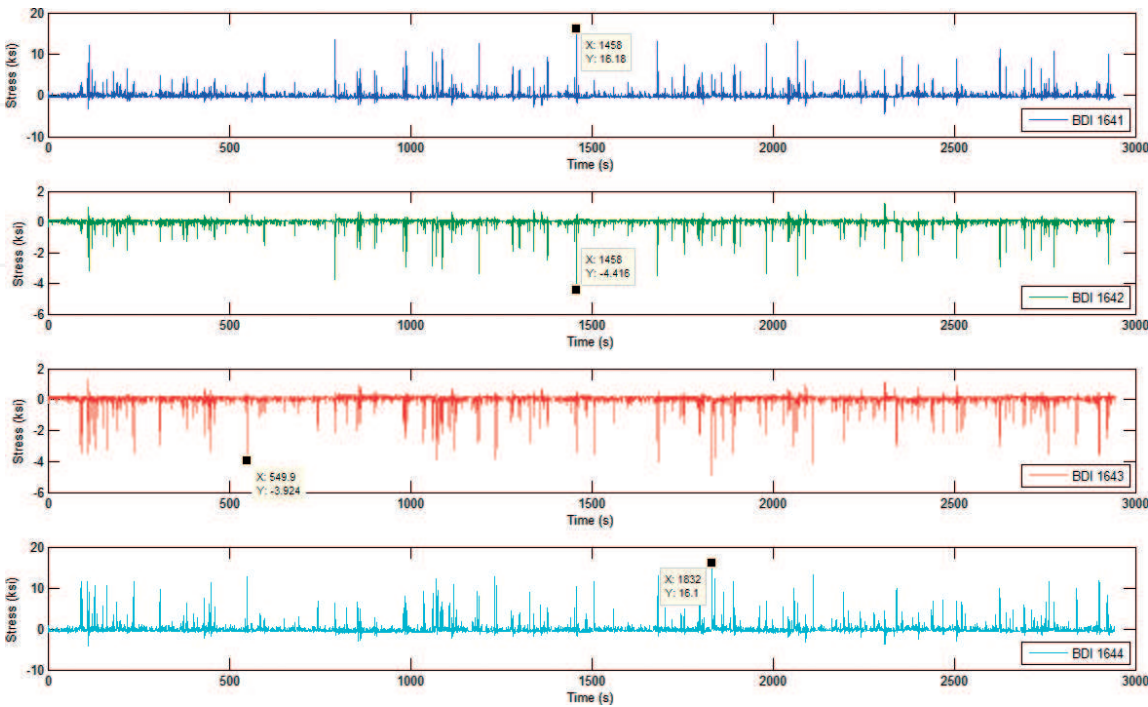 20
10
0
-10
Stress (ksi)
X: 1458
Y: 16.18
BDI 1641
0 500 1000 1500 2000 2500 3000
Time (s)
2
0
-2
-4
-6
Stress (ksi)
X: 1458
Y: -4.416
BDI 1642
0 500 1000 1500 2000 2500 3000
Time (s)
2
0
-2
-4
-6
Stress (ksi)
X: 549.9
Y: -3.924
BDI 1643
0 500 1000 1500 2000 2500 3000
Time (s)
20
10
0
-10
Stress (ksi)
X: 1832
Y: 16.1
BDI 1644
0 500 1000 1500 2000 2500 3000
Time (s)